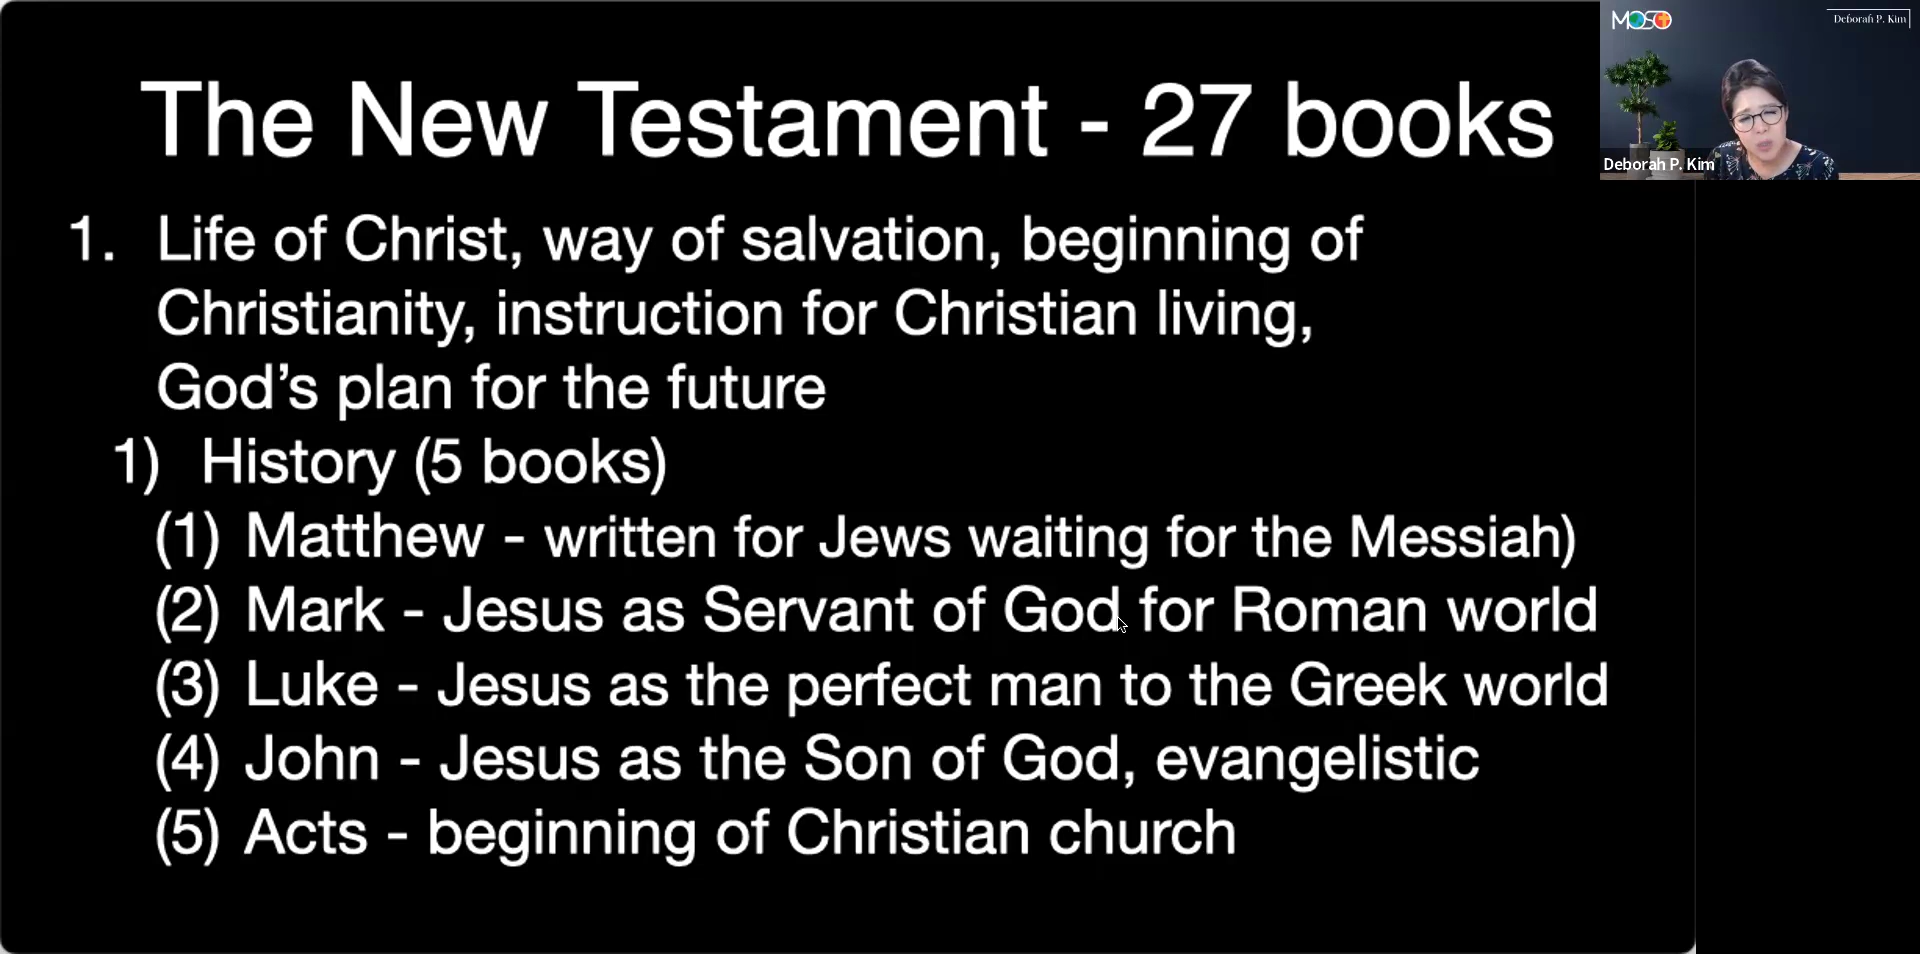 The New Testament - 27 books
1. Life of Christ, way of salvation, beginning of
Christianity, instruction for Christian living,
God’s plan for the future
1) History (5 books)
(1) Matthew - written for Jews waiting for the Messiah)
(2) Mark - Jesus as Servant of God for Roman world
(3) Luke - Jesus as the perfect man to the Greek world
(4) John - Jesus as the Son of God, evangelistic
(5) Acts - beginning of Christian church
MOSO
Deborah P. Kim
Deborah P. Kim